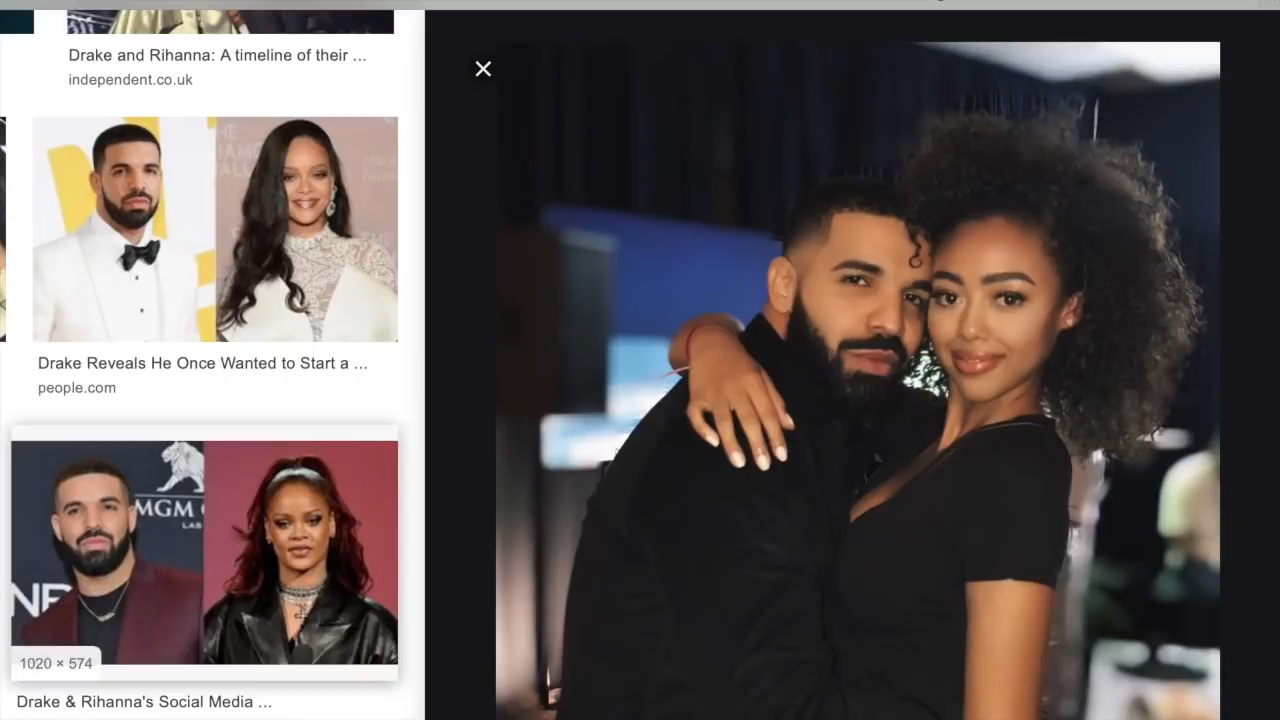 Drake and Rihanna: A timeline of their ...
independent.co.uk
Drake Reveals He Once Wanted to Start a ...
people.com
MGM
LAS
1020 × 574
Drake & Rihanna's Social Media ...